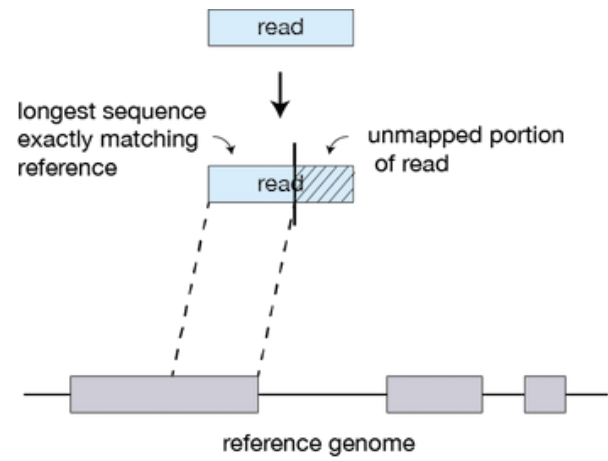 read
longest sequence
exactly matching
reference
unmapped portion
of read
read
reference genome